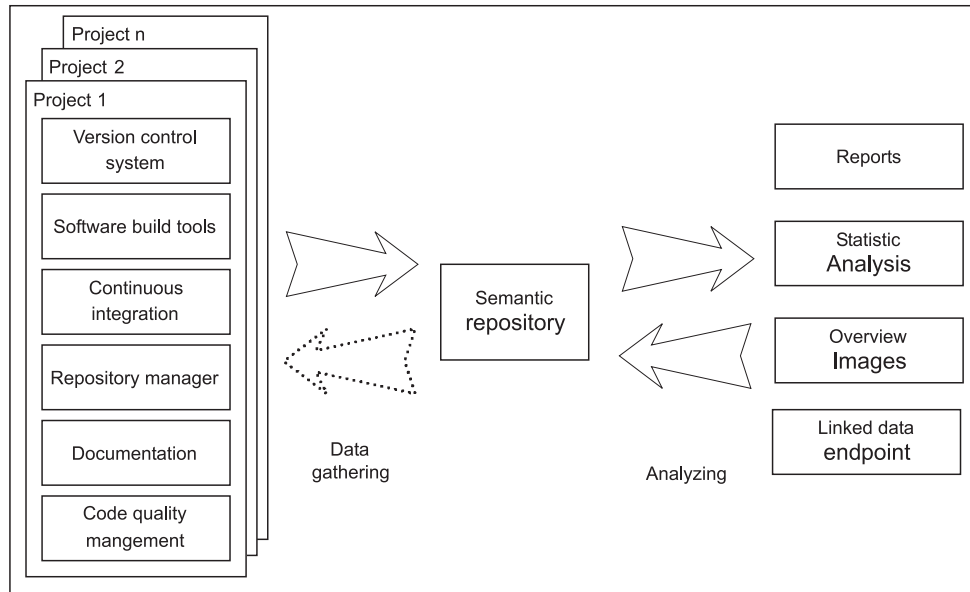 Project n
Project 2
Project 1
Version control
system
Software build tools
Continuous
integration
Repository manager
Documentation
Code quality
mangement
Data
gathering
Semantic
repository
Analyzing
Reports
Statistic
Analysis
Overview
Images
Linked data
endpoint